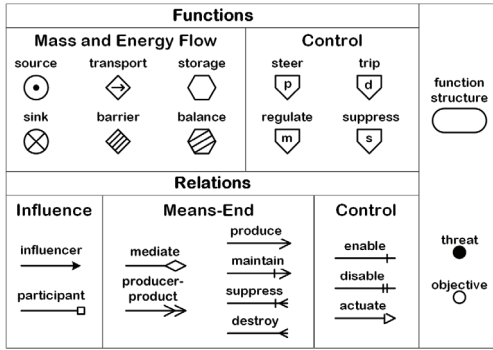 Functions
Mass and Energy Flow
Control
source transport storage
steer trip
p d
sink barrier balance
regulate suppress
m s
function
structure
Relations
Influence
Means-End
Control
influencer
participant
mediate
producer-
product
produce
maintain
suppress
destroy
enable
disable
actuate
threat
objective